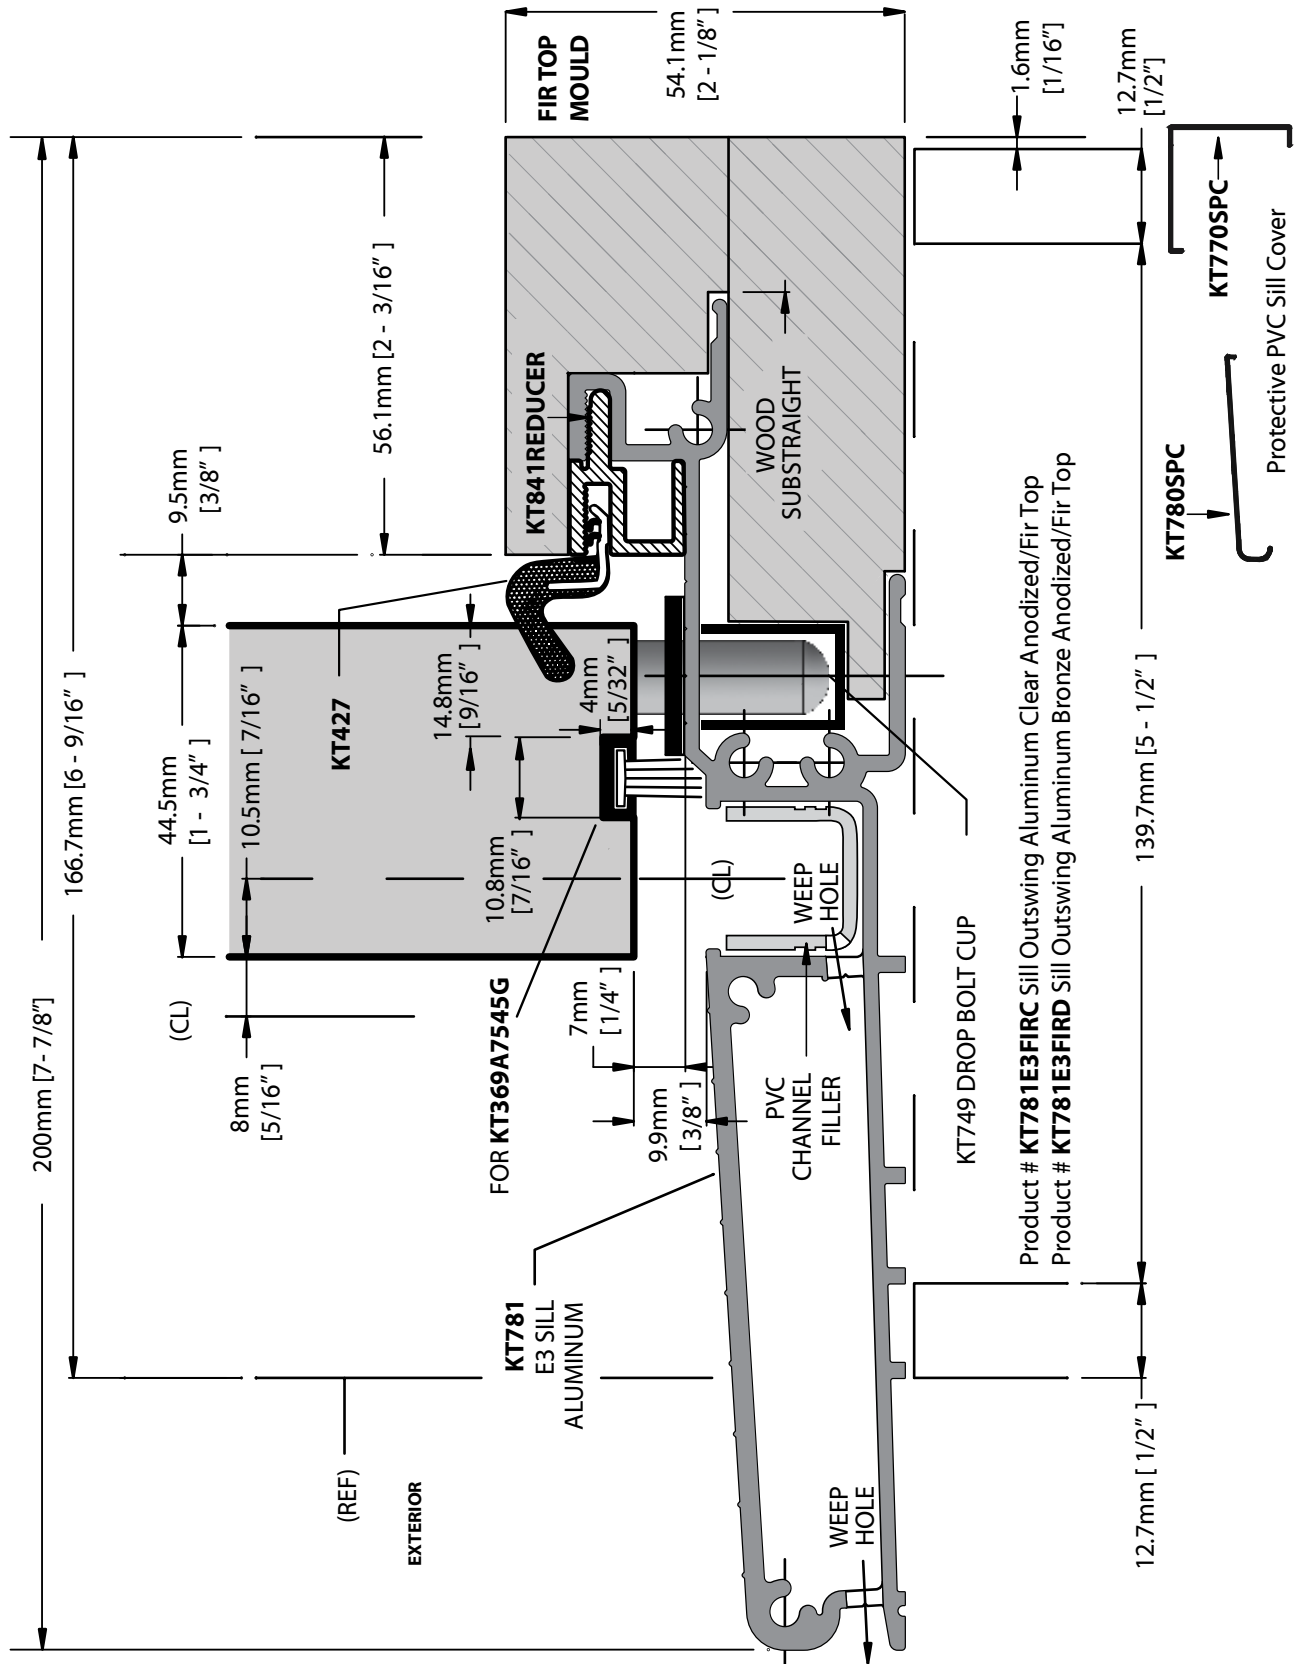 200mm [7- 7/8"]
166.7mm [6 - 9/16" ]
56.1mm [2 - 3/16" ]
9.5mm
[3/8" ]
44.5mm
[1 - 3/4" ]
10.5mm [ 7/16" ]
(CL)
8mm
[5/16" ]
(REF)
EXTERIOR
KT427
14.8mm
[9/16" ]
4mm
[5/32"
10.8mm
[7/16" ]
FOR KT369A7545G
7mm
[1/4" ]
9.9mm
[ 3/8" ]
FIR TOP
MOULD
54.1mm
[2 - 1/8"]
KT841REDUCER
WOOD
SUBSTRAIGHT
(CL)
WEEP
HOLE
PVC
CHANNEL
FILLER
KT781
E3 SILL
ALUMINUM
WEEP
HOLE
KT749 DROP BOLT CUP
1.6mm
[1/16"]
12.7mm
[1/2"]
139.7mm [5 - 1/2" ]
12.7mm [ 1/2" ]
Product # KT781E3FIRC Sill Outswing Aluminum Clear Anodized/Fir Top
Product # KT781E3FIRD Sill Outswing Aluminum Bronze Anodized/Fir Top
KT780SPC
KT770SPC
Protective PVC Sill Cover